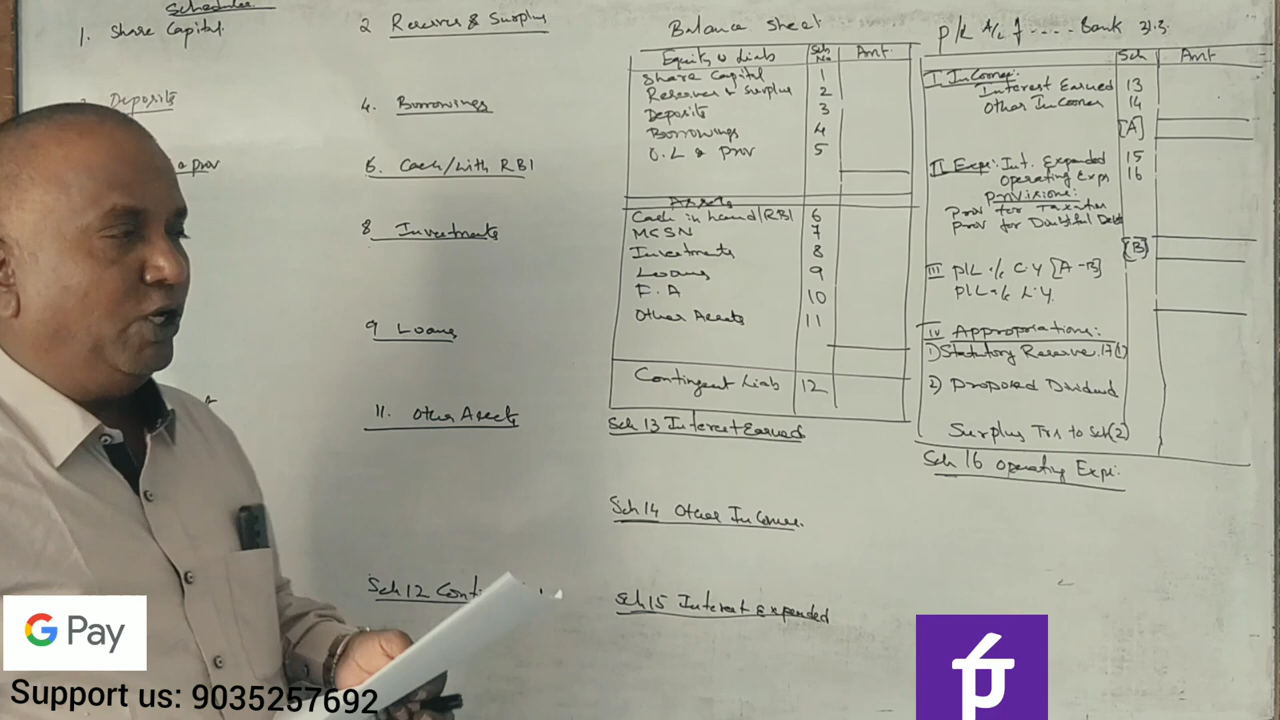 Schedules
1. Share Capital.
2 Reserves & Surplus
Deposits
4. Borrowings
& prov
6. Cash/with RBI
8 Investments
9 Loans
11. Other Assets
Sch 12
Balance Sheet
Equity & Liab Sch No Amt
Share Capital 1
Reserves & Surplus 2
Deposits 3
Borrowings 4
O.L & Prov 5
Assets
Cash in hand/RBI 6
MCSN 7
Investments 8
Loans 9
F.A 10
Other Assets 11
Contingent Liab 12
Sch 13 Interest Earned
Sch 14 Other Income.
Sch 15 Interest Expended
P/L A/c of ..... Bank 31.3.
Sch Amt
I Income:
Interest Earned 13
Other Income 14
[A]
II Exp: Int. Expended 15
Operating Exps 16
Provisions:
Prov for Taxation
Prov for Doubtful Debt
[B]
III P/L a/c C.Y [A-B]
P/L a/c L.Y.
IV Appropriations:
1) Statutory Reserve.
2) Proposed Dividend
Surplus Trs to Sch(2)
Sch 16 Operating Exp:
G Pay
Support us: 9035257692